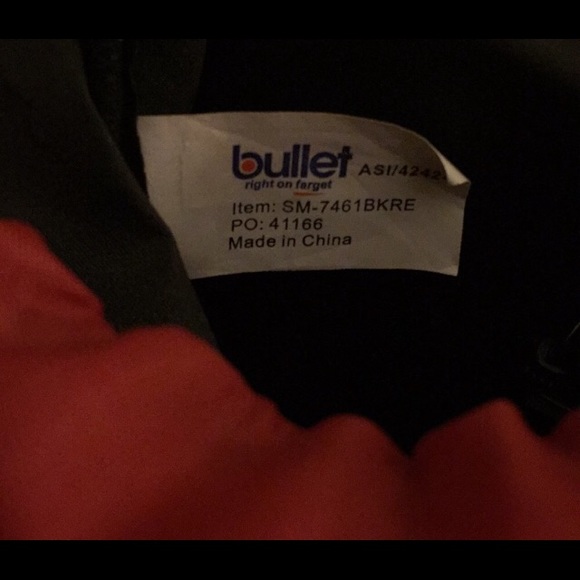 bullet ASI/4242
right on target
Item: SM-7461BKRE
PO: 41166
Made in China